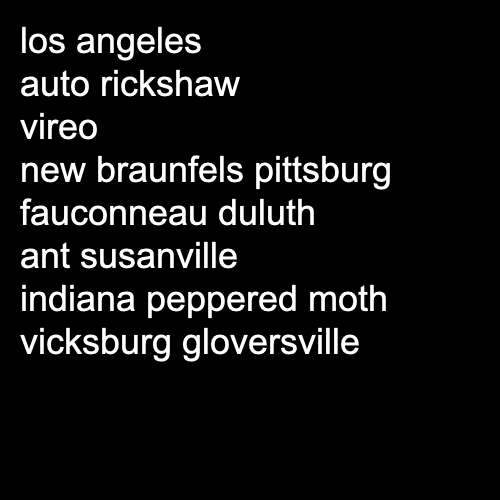 los angeles
auto rickshaw
vireo
new braunfels pittsburg
fauconneau duluth
ant susanville
indiana peppered moth
vicksburg gloversville